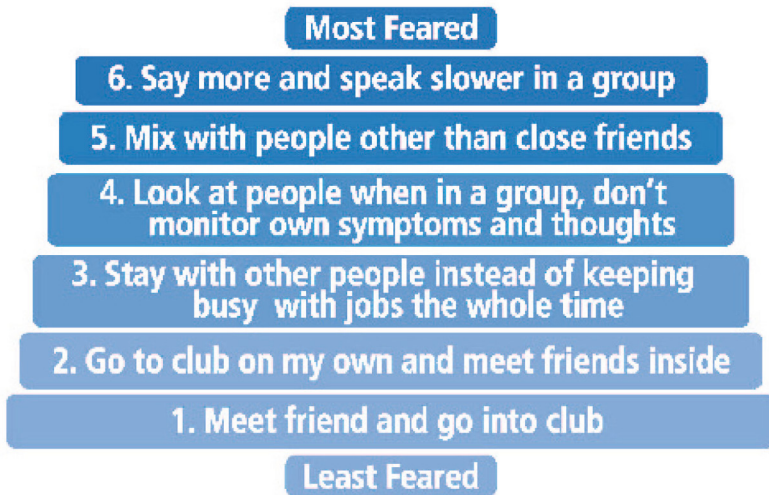 Most Feared
6. Say more and speak slower in a group
5. Mix with people other than close friends
4. Look at people when in a group, don't
monitor own symptoms and thoughts
3. Stay with other people instead of keeping
busy with jobs the whole time
2. Go to club on my own and meet friends inside
1. Meet friend and go into club
Least Feared